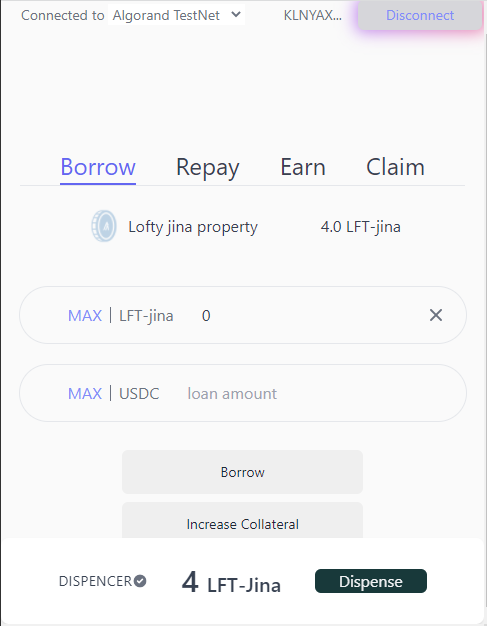 Connected to Algorand TestNet KLNYAX... Disconnect
Borrow Repay Earn Claim
Lofty jina property 4.0 LFT-jina
MAX | LFT-jina 0
MAX | USDC loan amount
Borrow
Increase Collateral
DISPENCER 4 LFT-Jina Dispense